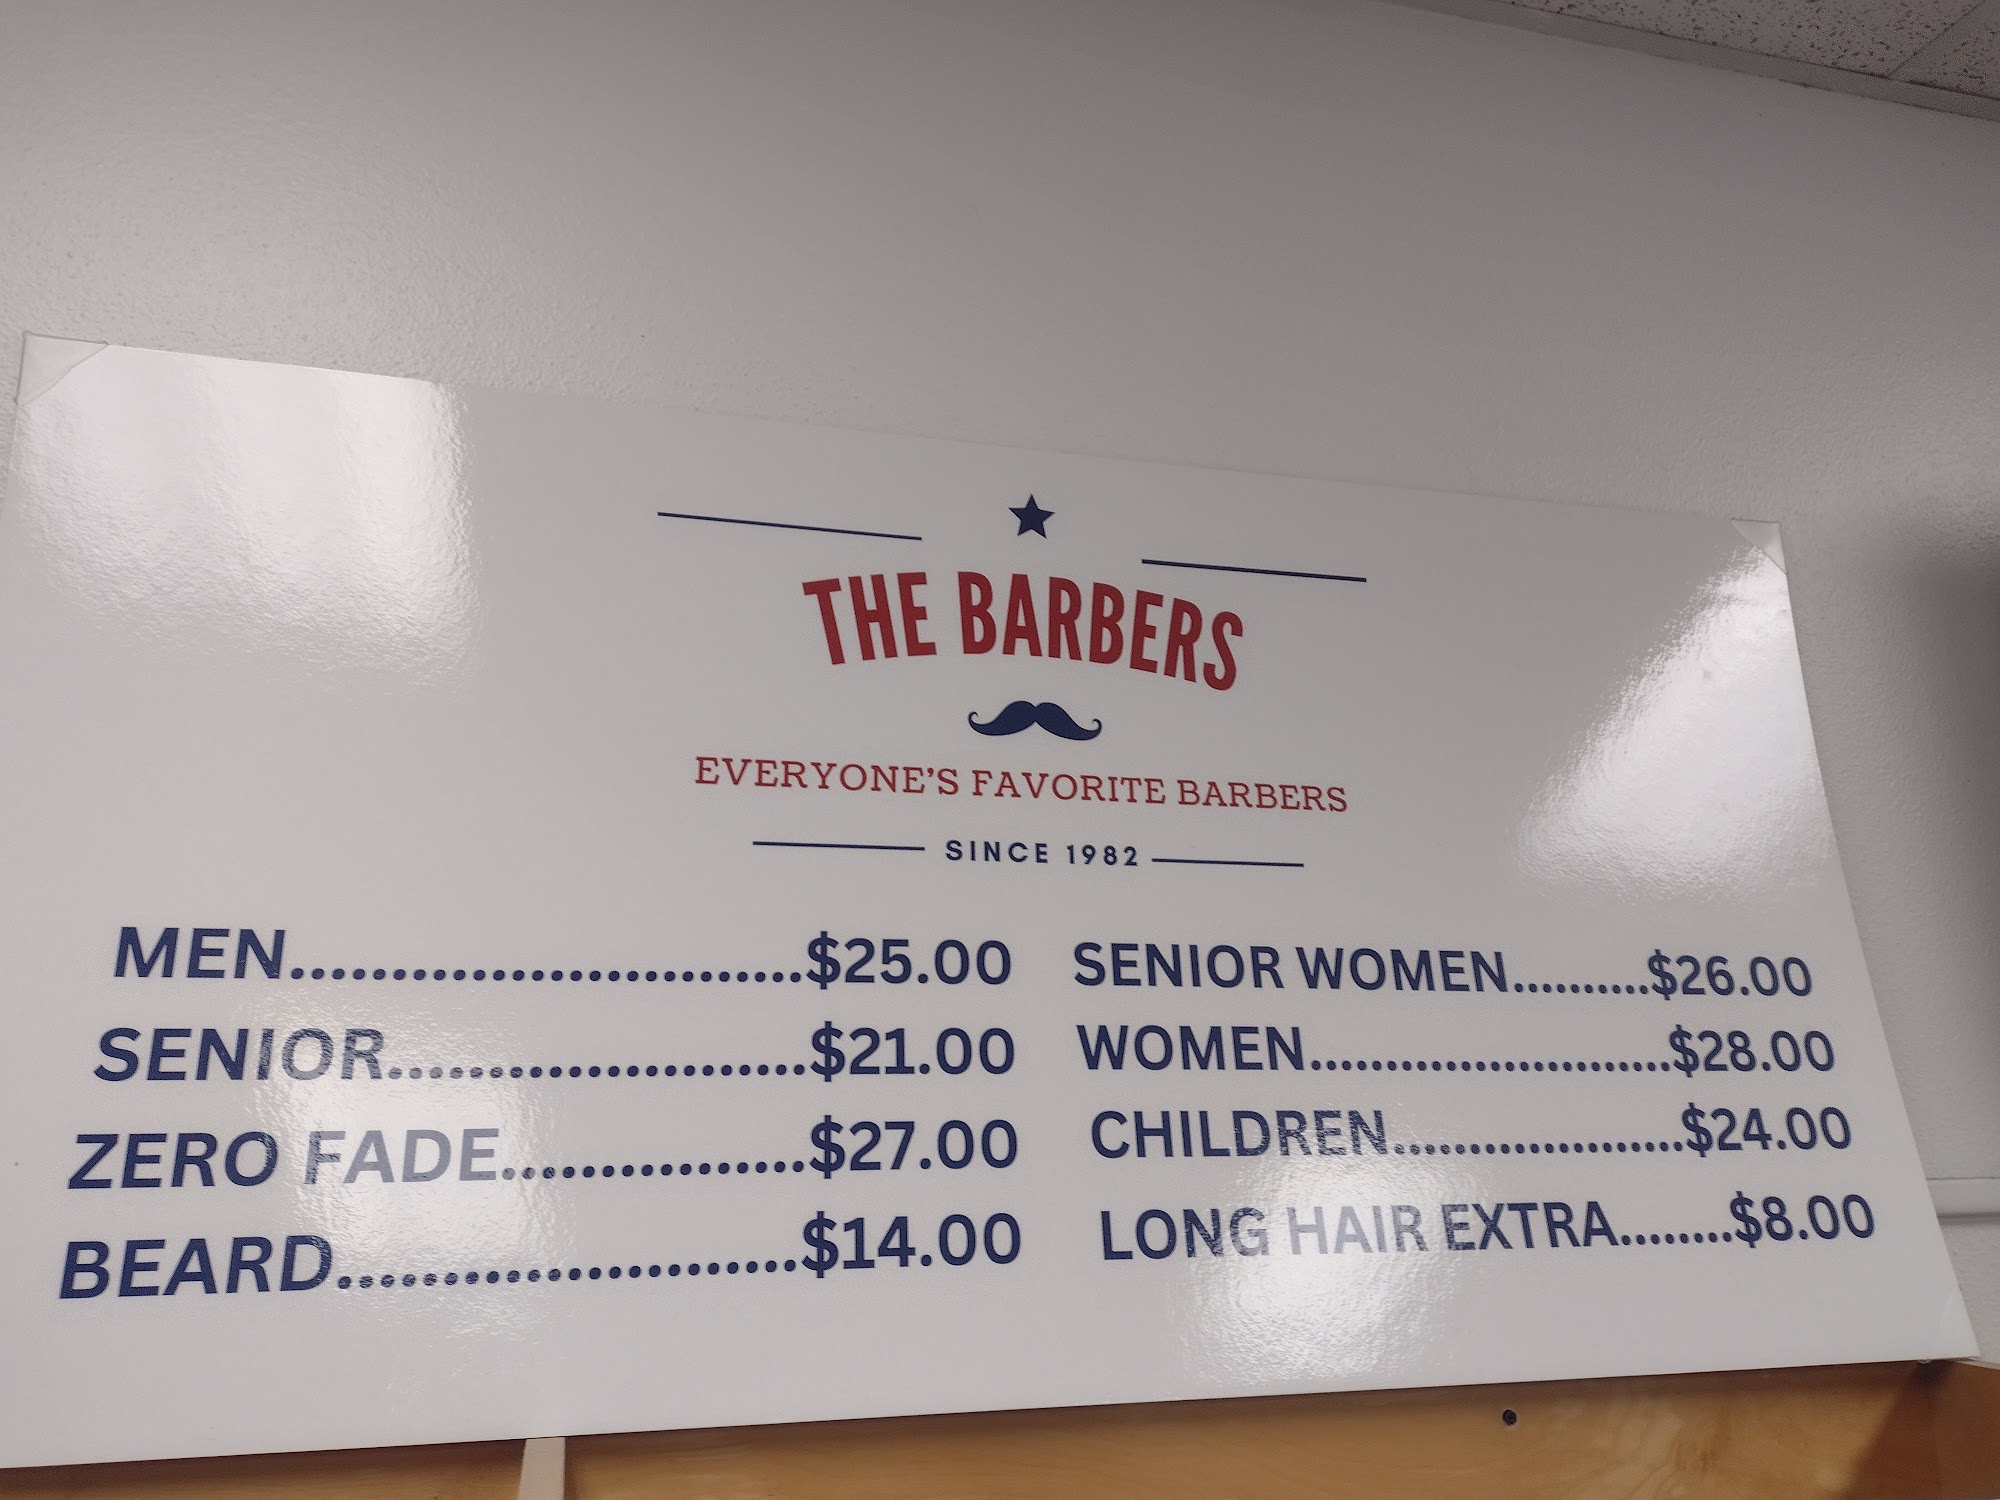 THE BARBERS
EVERYONE'S FAVORITE BARBERS
SINCE 1982
MEN..............................$25.00
SENIOR.........................$21.00
ZERO FADE..................$27.00
BEARD..........................$14.00
SENIOR WOMEN..........$26.00
WOMEN........................$28.00
CHILDREN....................$24.00
LONG HAIR EXTRA........$8.00